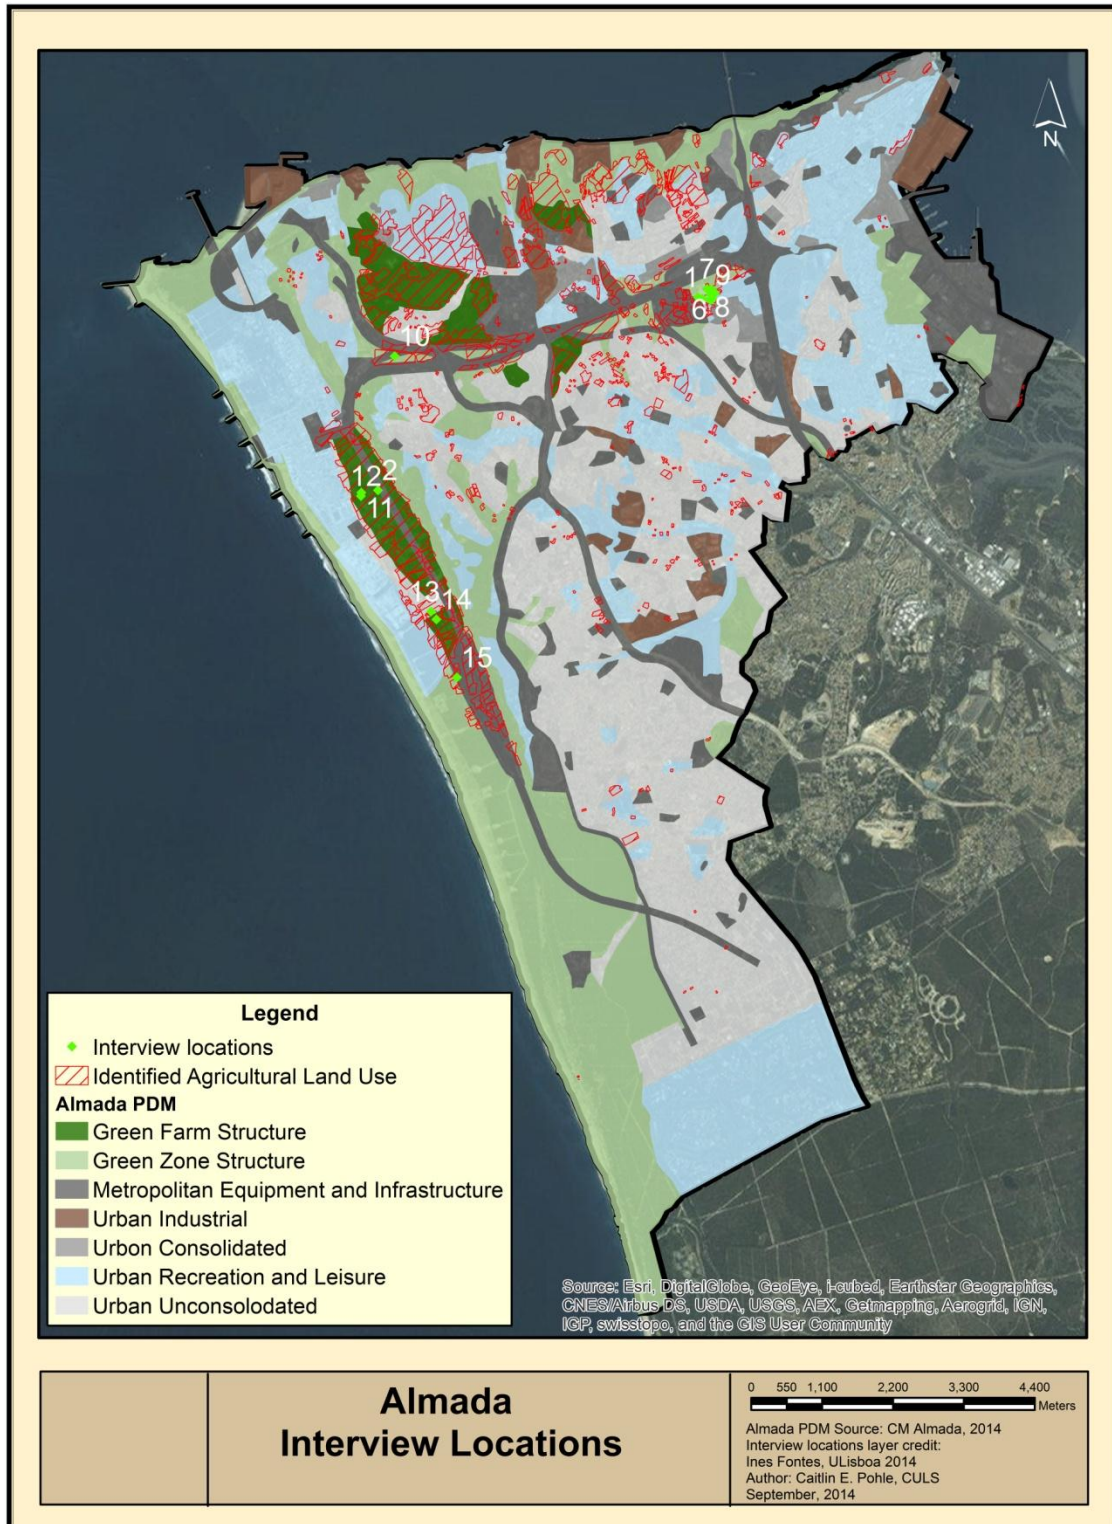 N
1 7 9
6 8
10
12 2
11
13 14
15
Legend
Interview locations
Identified Agricultural Land Use
Almada PDM
Green Farm Structure
Green Zone Structure
Metropolitan Equipment and Infrastructure
Urban Industrial
Urbon Consolidated
Urban Recreation and Leisure
Urban Unconsolodated
Source: Esri, DigitalGlobe, GeoEye, i-cubed, Earthstar Geographics,
CNES/Airbus DS, USDA, USGS, AEX, Getmapping, Aerogrid, IGN,
IGP, swisstopo, and the GIS User Community
Almada
Interview Locations
0 550 1,100 2,200 3,300 4,400
Meters
Almada PDM Source: CM Almada, 2014
Interview locations layer credit:
Ines Fontes, ULisboa 2014
Author: Caitlin E. Pohle, CULS
September, 2014